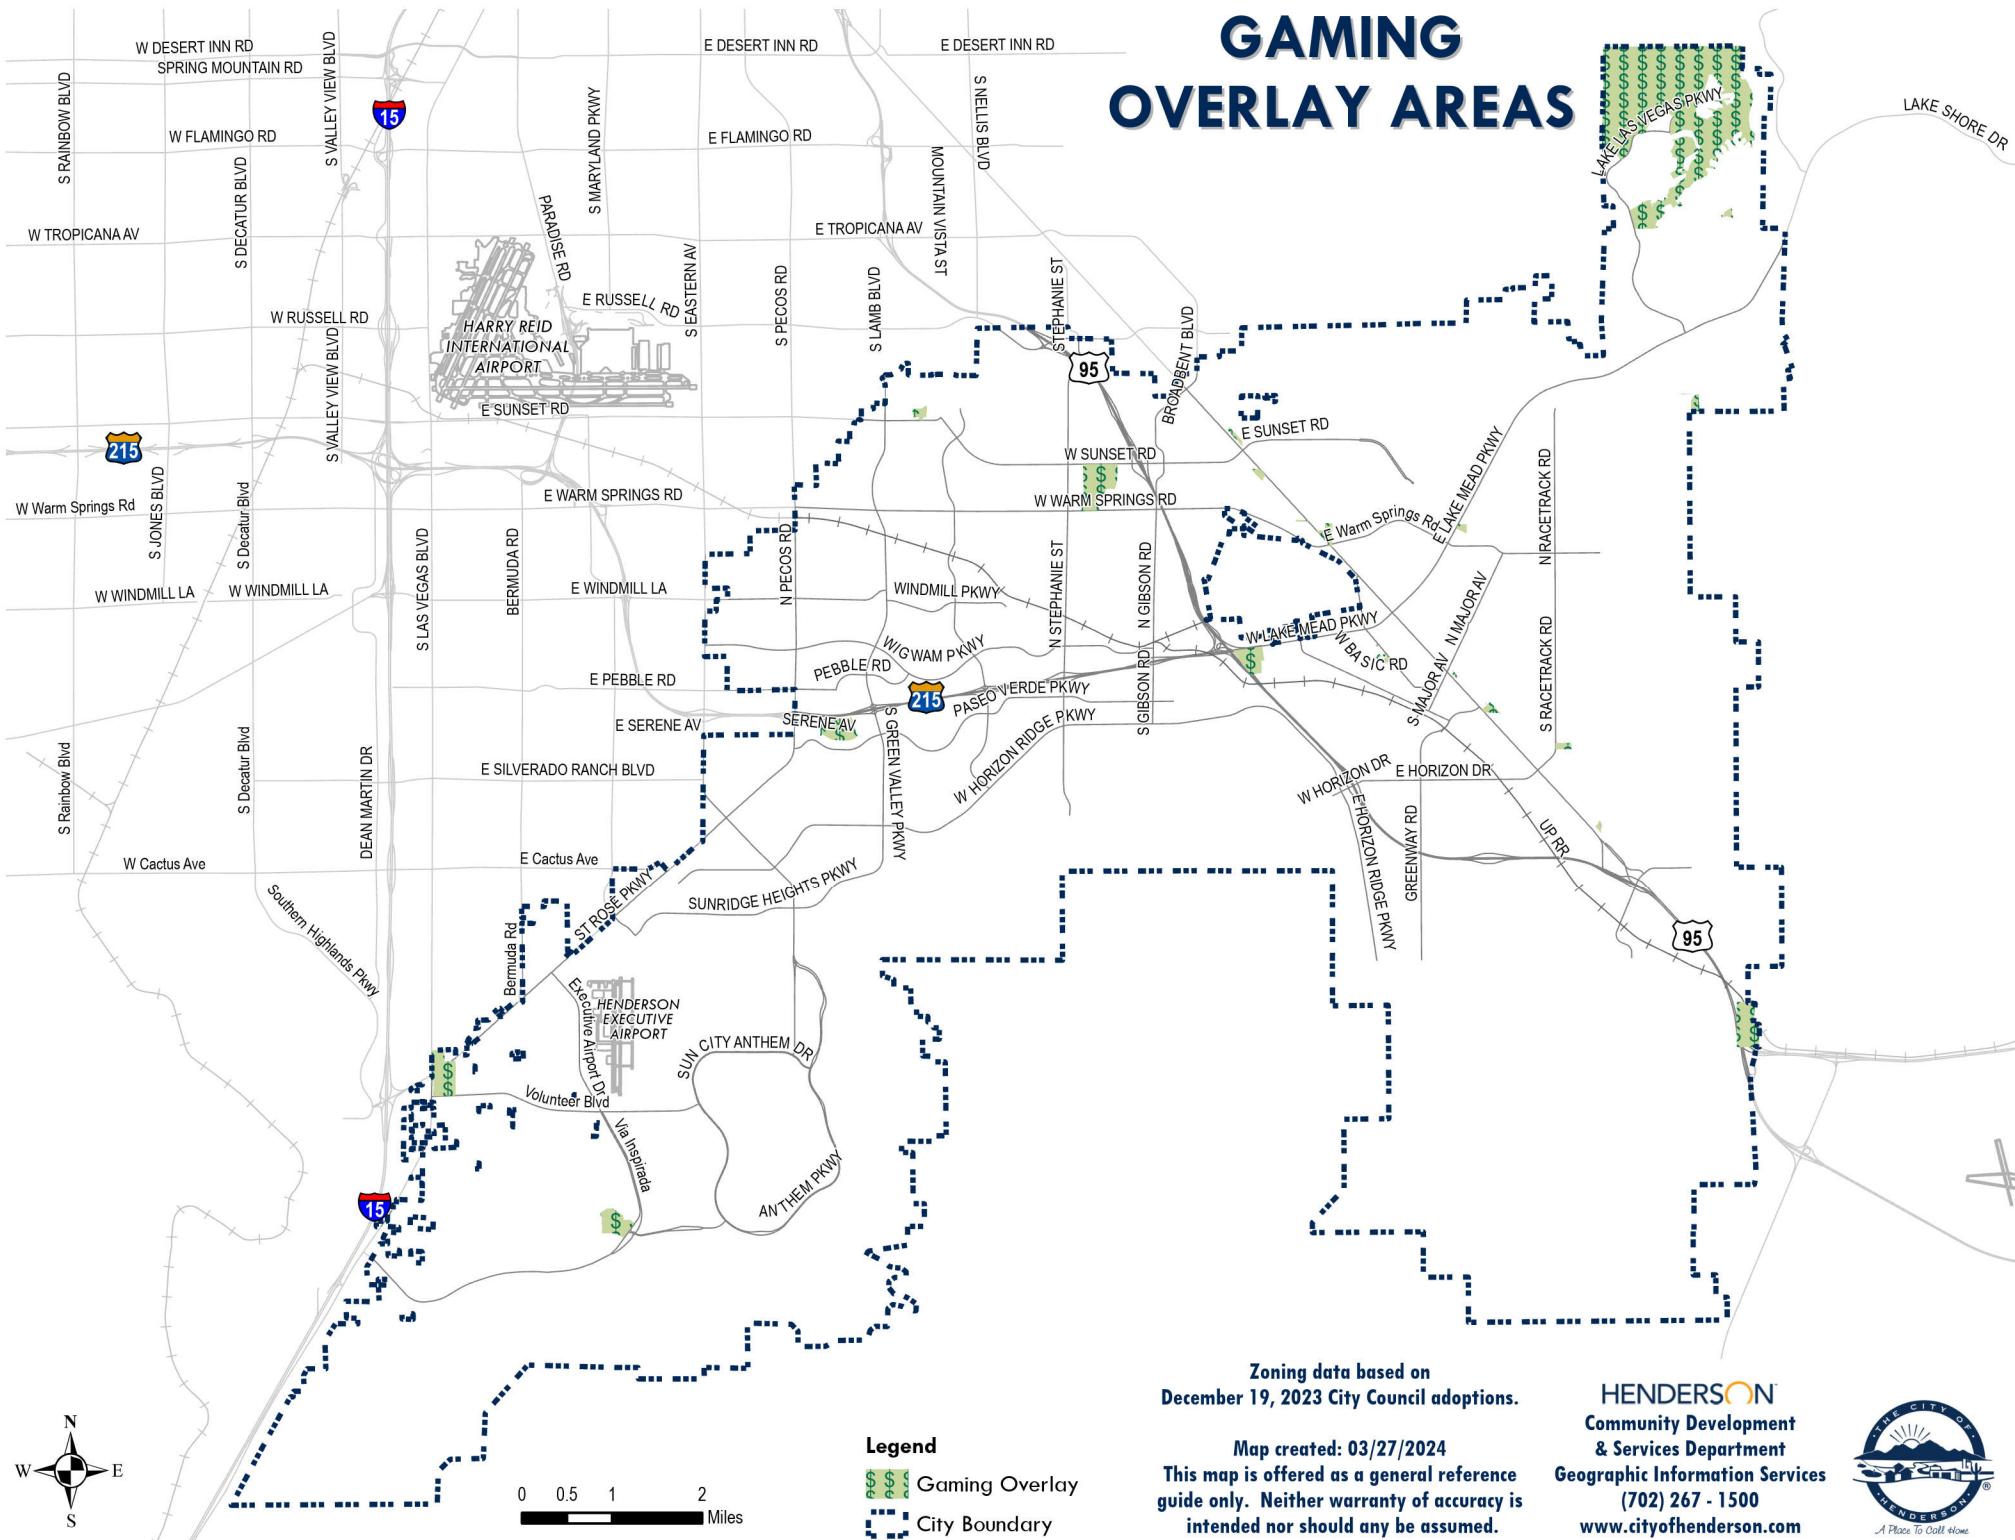 GAMING
OVERLAY AREAS
W DESERT INN RD
E DESERT INN RD
E DESERT INN RD
SPRING MOUNTAIN RD
S RAINBOW BLVD
S VALLEY VIEW BLVD
15
S MARYLAND PKWY
S NELLIS BLVD
LAKE LAS VEGAS PKWY
LAKE SHORE DR
W FLAMINGO RD
E FLAMINGO RD
S DECATUR BLVD
MOUNTAIN VISTA ST
PARADISE RD
W TROPICANA AV
E TROPICANA AV
S EASTERN AV
S PECOS RD
S LAMB BLVD
STEPHANIE ST
E RUSSELL RD
W RUSSELL RD
HARRY REID
INTERNATIONAL
AIRPORT
S VALLEY VIEW BLVD
BROADBENT BLVD
95
E SUNSET RD
E SUNSET RD
215
W SUNSET RD
E LAKE MEAD PKWY
N RACETRACK RD
S JONES BLVD
S Decatur Blvd
E WARM SPRINGS RD
W WARM SPRINGS RD
W Warm Springs Rd
E Warm Springs Rd
S LAS VEGAS BLVD
BERMUDA RD
N PECOS RD
N STEPHANIE ST
N GIBSON RD
W WINDMILL LA
W WINDMILL LA
E WINDMILL LA
WINDMILL PKWY
N MAJOR AV
W LAKE MEAD PKWY
W BASIC RD
S RACETRACK RD
WIGWAM PKWY
PEBBLE RD
E PEBBLE RD
215
PASEO VERDE PKWY
S GIBSON RD
S MAJOR AV
E SERENE AV
SERENE AV
S GREEN VALLEY PKWY
W HORIZON RIDGE PKWY
S Rainbow Blvd
S Decatur Blvd
DEAN MARTIN DR
E SILVERADO RANCH BLVD
W HORIZON DR
E HORIZON DR
E HORIZON RIDGE PKWY
GREENWAY RD
UP RR
W Cactus Ave
E Cactus Ave
Southern Highlands Pkwy
ST ROSE PKWY
SUNRIDGE HEIGHTS PKWY
Bermuda Rd
95
Executive Airport Dr
HENDERSON
EXECUTIVE
AIRPORT
SUN CITY ANTHEM DR
Volunteer Blvd
Via Inspirada
ANTHEM PKWY
15
N
W
E
S
0 0.5 1 2
Miles
Legend
$ $ $ Gaming Overlay
City Boundary
Zoning data based on
December 19, 2023 City Council adoptions.
Map created: 03/27/2024
This map is offered as a general reference
guide only. Neither warranty of accuracy is
intended nor should any be assumed.
HENDERSON
Community Development
& Services Department
Geographic Information Services
(702) 267 - 1500
www.cityofhenderson.com
THE CITY OF
HENDERSON
®
A Place To Call Home